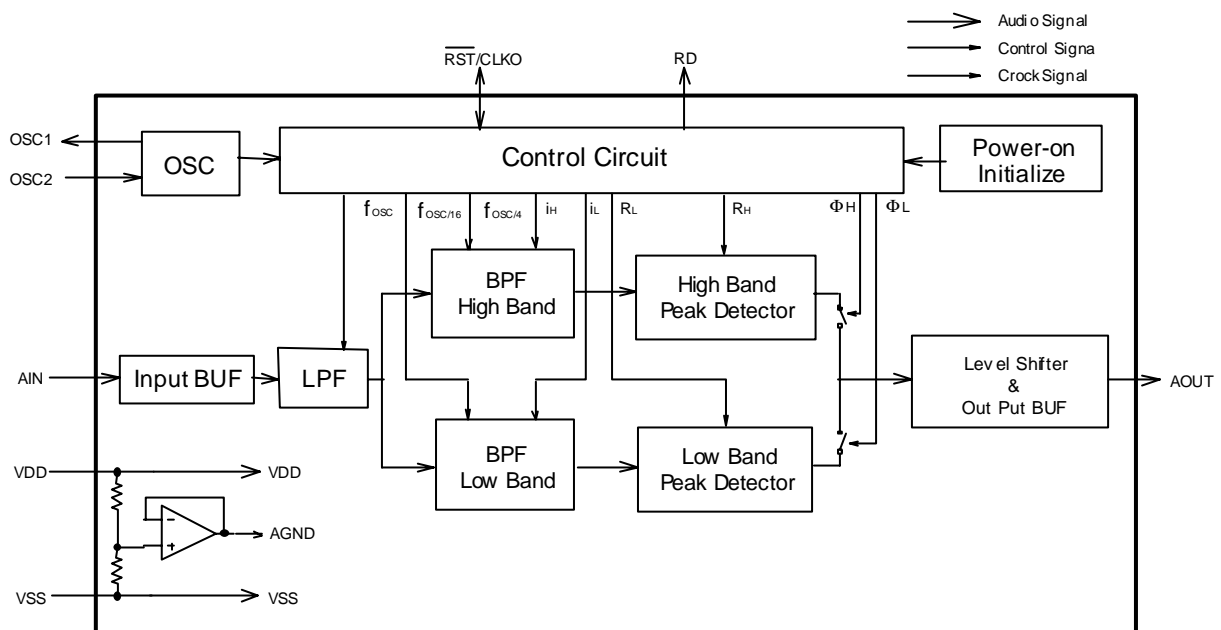 Audio Signal
Control Signa
Crock Signal
RST/CLKO
RD
OSC1
OSC2
OSC
Control Circuit
Power-on
Initialize
fOSC
fOSC/16
fOSC/4
iH
iL
RL
RH
ΦH
ΦL
BPF
High Band
High Band
Peak Detector
AIN
Input BUF
LPF
Level Shifter
&
Out Put BUF
AOUT
BPF
Low Band
Low Band
Peak Detector
VDD
VDD
-
+
AGND
VSS
VSS